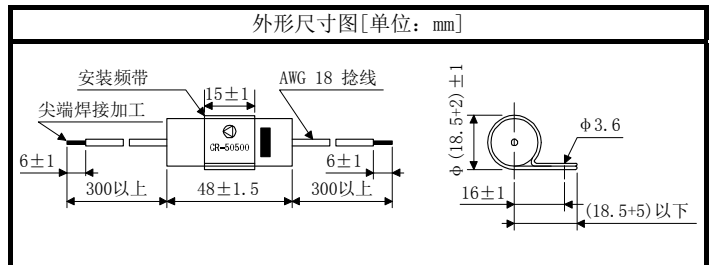 外形尺寸图[单位：mm]
安装频带
AWG 18 捻线
15±1
尖端焊接加工
CR-50500
6±1
6±1
300以上
48±1.5
300以上
φ(18.5+2)±1
φ3.6
16±1
(18.5+5)以下